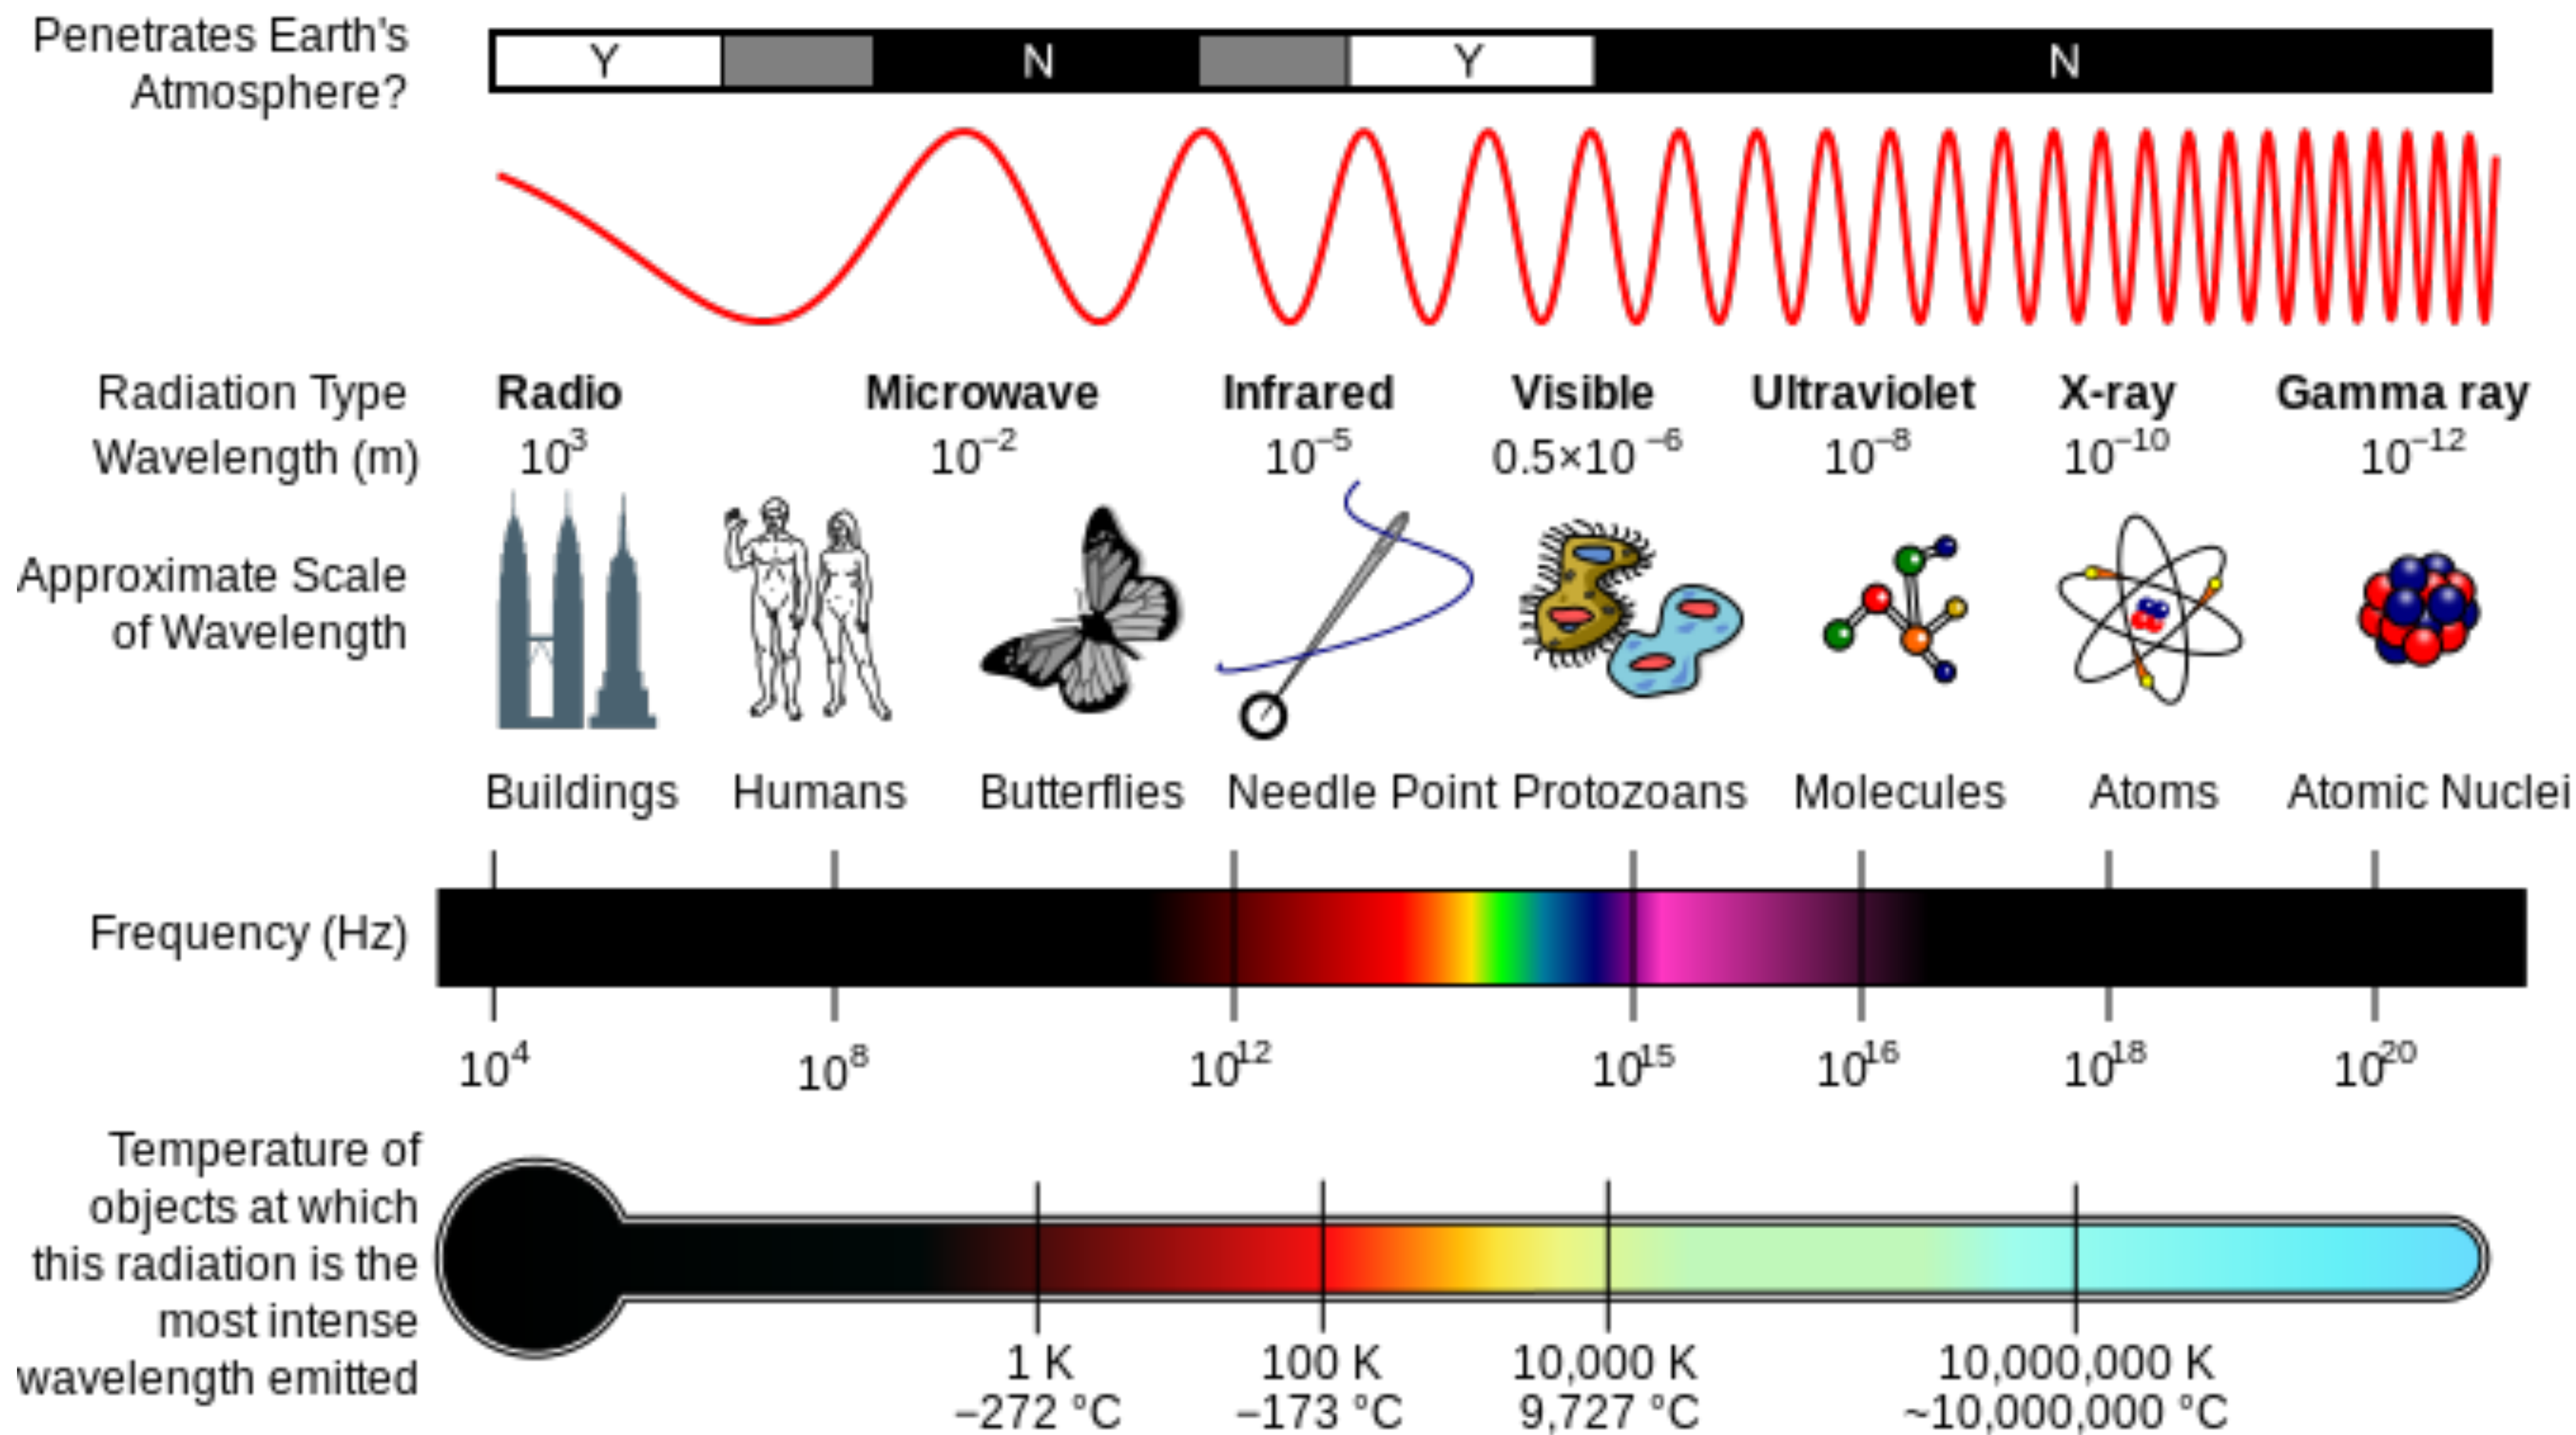 Penetrates Earth's
Atmosphere?
Y N Y N
Radiation Type
Radio Microwave Infrared Visible Ultraviolet X-ray Gamma ray
Wavelength (m)
10³ 10⁻² 10⁻⁵ 0.5×10⁻⁶ 10⁻⁸ 10⁻¹⁰ 10⁻¹²
Approximate Scale
of Wavelength
Buildings Humans Butterflies Needle Point Protozoans Molecules Atoms Atomic Nuclei
Frequency (Hz)
10⁴ 10⁸ 10¹² 10¹⁵ 10¹⁶ 10¹⁸ 10²⁰
Temperature of
objects at which
this radiation is the
most intense
wavelength emitted
1 K 100 K 10,000 K 10,000,000 K
−272 °C −173 °C 9,727 °C ~10,000,000 °C